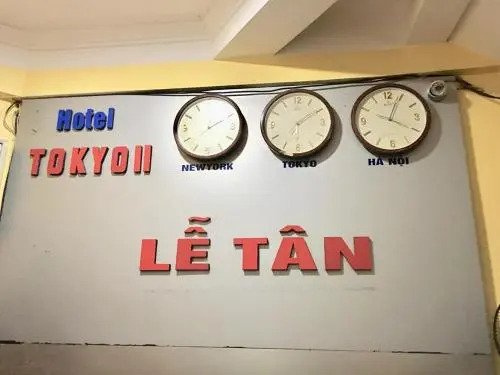 Hotel
TOKYO II
NEWYORK
TOKYO
HÀ NỘI
LỄ TÂN